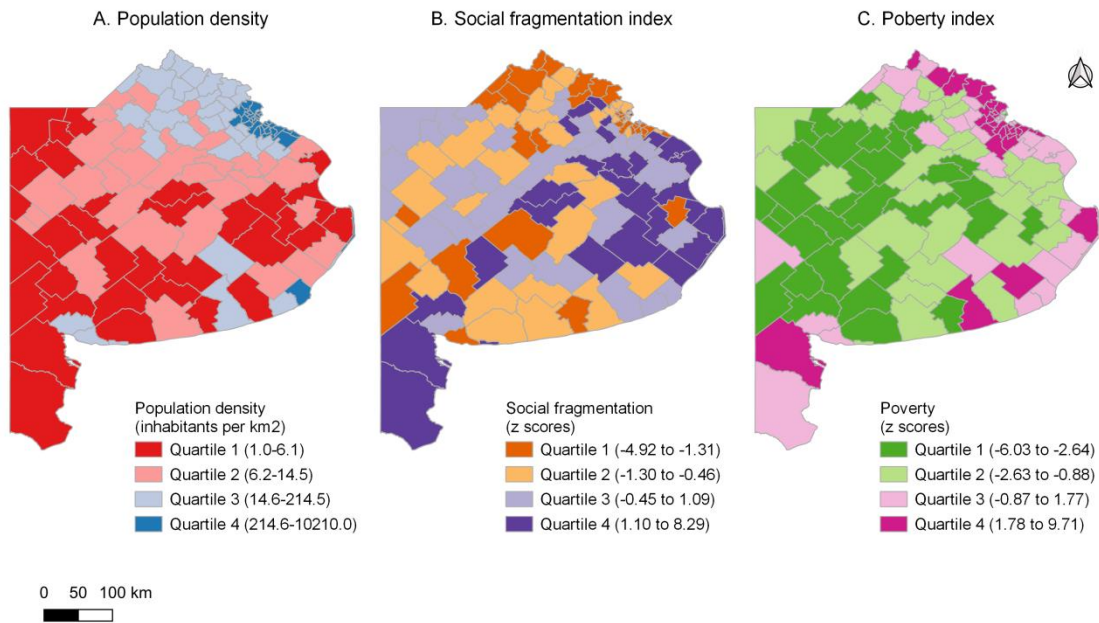 A. Population density
B. Social fragmentation index
C. Poberty index
Population density
(inhabitants per km2)
Quartile 1 (1.0-6.1)
Quartile 2 (6.2-14.5)
Quartile 3 (14.6-214.5)
Quartile 4 (214.6-10210.0)
Social fragmentation
(z scores)
Quartile 1 (-4.92 to -1.31)
Quartile 2 (-1.30 to -0.46)
Quartile 3 (-0.45 to 1.09)
Quartile 4 (1.10 to 8.29)
Poverty
(z scores)
Quartile 1 (-6.03 to -2.64)
Quartile 2 (-2.63 to -0.88)
Quartile 3 (-0.87 to 1.77)
Quartile 4 (1.78 to 9.71)
0 50 100 km